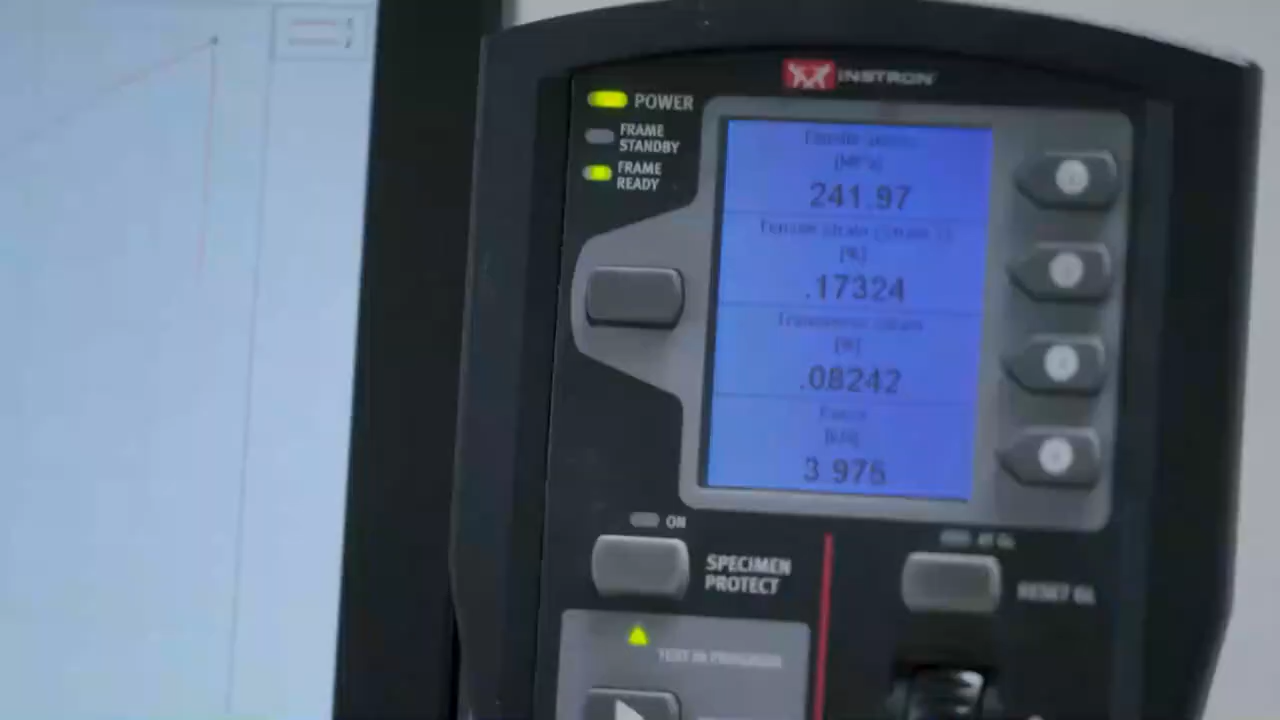 INSTRON
POWER
FRAME
STANDBY
FRAME
READY
Tensile stress
[MPa]
241.97
Tensile strain (Strain 1)
[%]
.17324
Transverse strain
[%]
.08242
Force
[kN]
3.976
ON
SPECIMEN
PROTECT
RESET GL
TEST IN PROGRESS